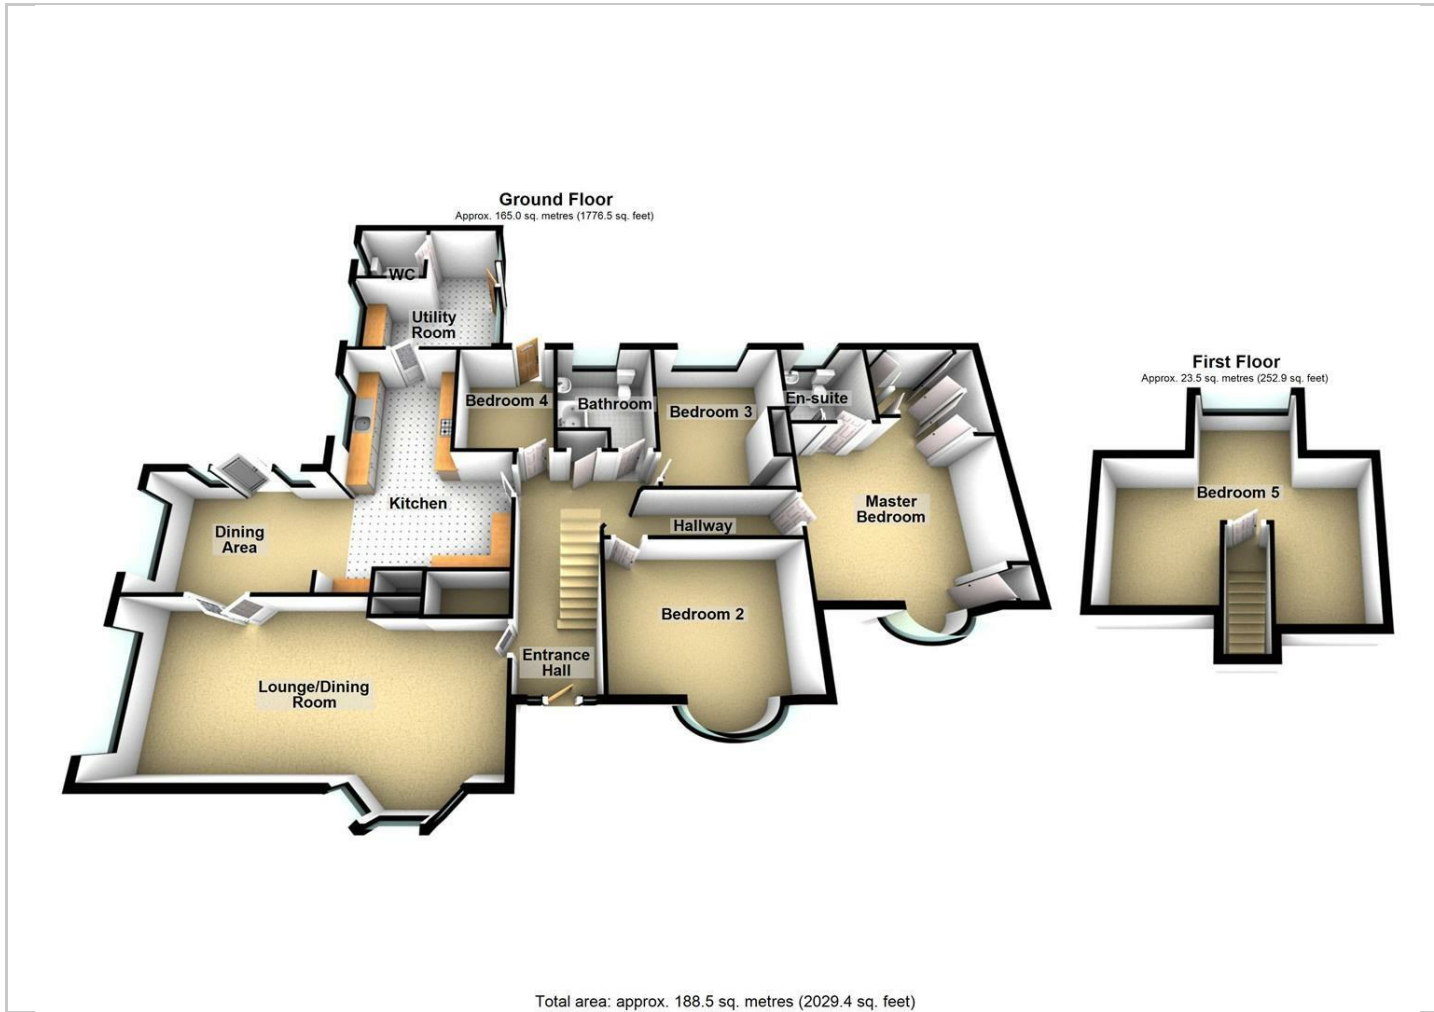 Ground Floor
Approx. 165.0 sq. metres (1776.5 sq. feet)
WC
Utility
Room
First Floor
Approx. 23.5 sq. metres (252.9 sq. feet)
Bedroom 4
Bathroom
Bedroom 3
En-suite
Kitchen
Dining
Area
Hallway
Master
Bedroom
Bedroom 5
Bedroom 2
Entrance
Hall
Lounge/Dining
Room
Total area: approx. 188.5 sq. metres (2029.4 sq. feet)